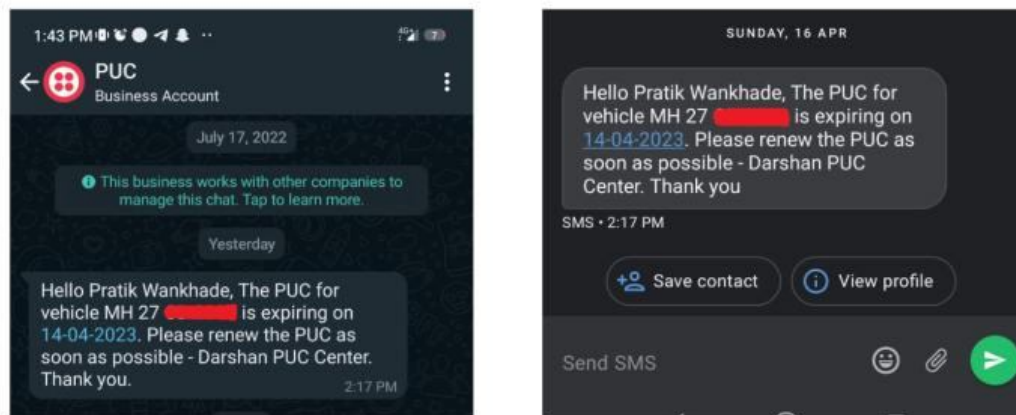 1:43 PM
4G+
7
PUC
Business Account
July 17, 2022
This business works with other companies to
manage this chat. Tap to learn more.
Yesterday
Hello Pratik Wankhade, The PUC for
vehicle MH 27 is expiring on
14-04-2023. Please renew the PUC as
soon as possible - Darshan PUC Center.
Thank you.
2:17 PM
SUNDAY, 16 APR
Hello Pratik Wankhade, The PUC for
vehicle MH 27 is expiring on
14-04-2023. Please renew the PUC as
soon as possible - Darshan PUC
Center. Thank you
SMS • 2:17 PM
Save contact
View profile
Send SMS